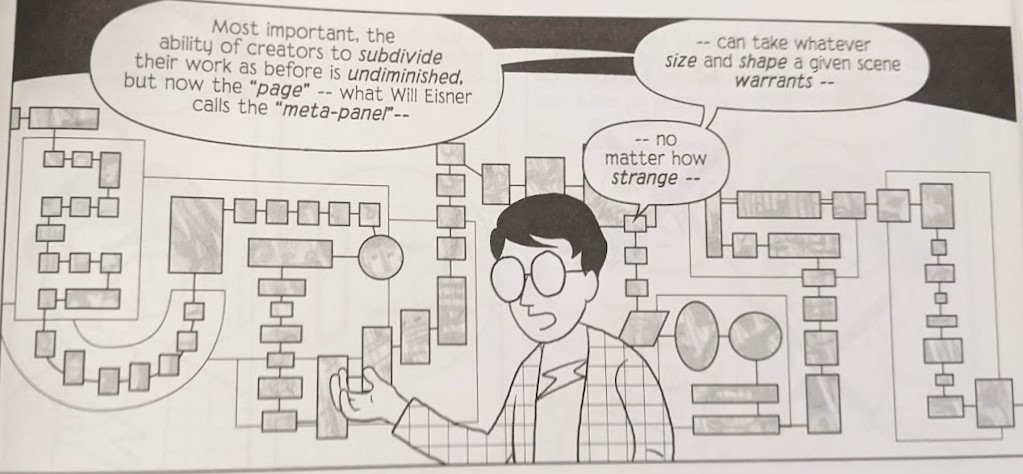 Most important, the
ability of creators to subdivide
their work as before is undiminished,
but now the "page" -- what Will Eisner
calls the "meta-panel"--
-- can take whatever
size and shape a given scene
warrants --
-- no
matter how
strange --